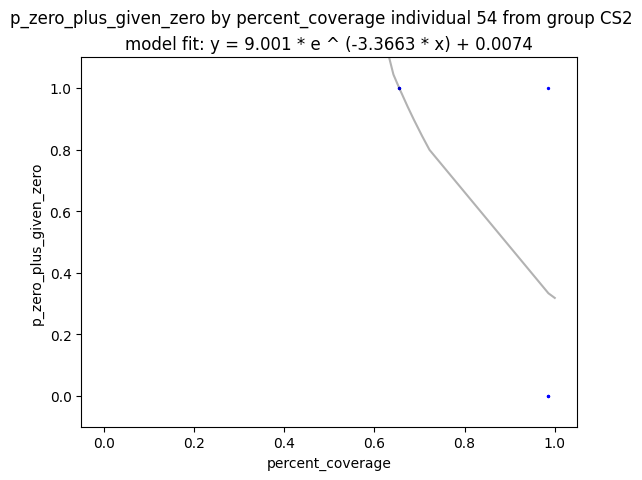 p_zero_plus_given_zero by percent_coverage individual 54 from group CS2
model fit: y = 9.001 * e ^ (-3.3663 * x) + 0.0074
1.0
0.8
0.6
0.4
0.2
0.0
p_zero_plus_given_zero
0.0 0.2 0.4 0.6 0.8 1.0
percent_coverage